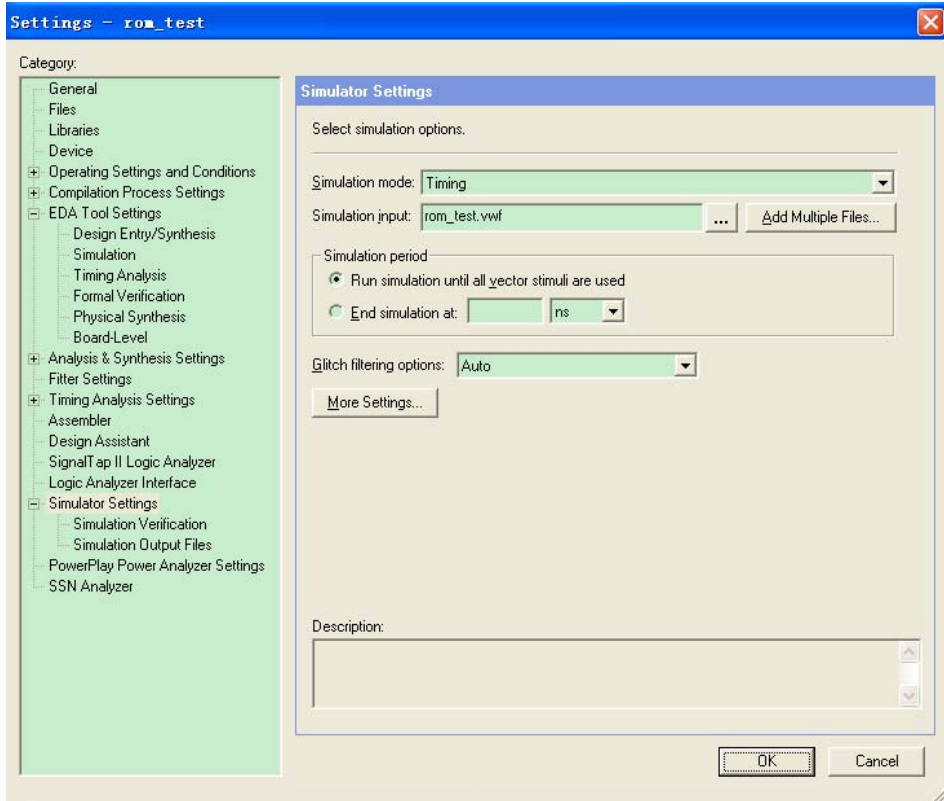 Settings - rom_test
Category:
General
Files
Libraries
Device
Operating Settings and Conditions
Compilation Process Settings
EDA Tool Settings
Design Entry/Synthesis
Simulation
Timing Analysis
Formal Verification
Physical Synthesis
Board-Level
Analysis & Synthesis Settings
Fitter Settings
Timing Analysis Settings
Assembler
Design Assistant
SignalTap II Logic Analyzer
Logic Analyzer Interface
Simulator Settings
Simulation Verification
Simulation Output Files
PowerPlay Power Analyzer Settings
SSN Analyzer
Simulator Settings
Select simulation options.
Simulation mode: Timing
Simulation input: rom_test.vwf ... Add Multiple Files...
Simulation period
Run simulation until all vector stimuli are used
End simulation at: ns
Glitch filtering options: Auto
More Settings...
Description:
OK Cancel